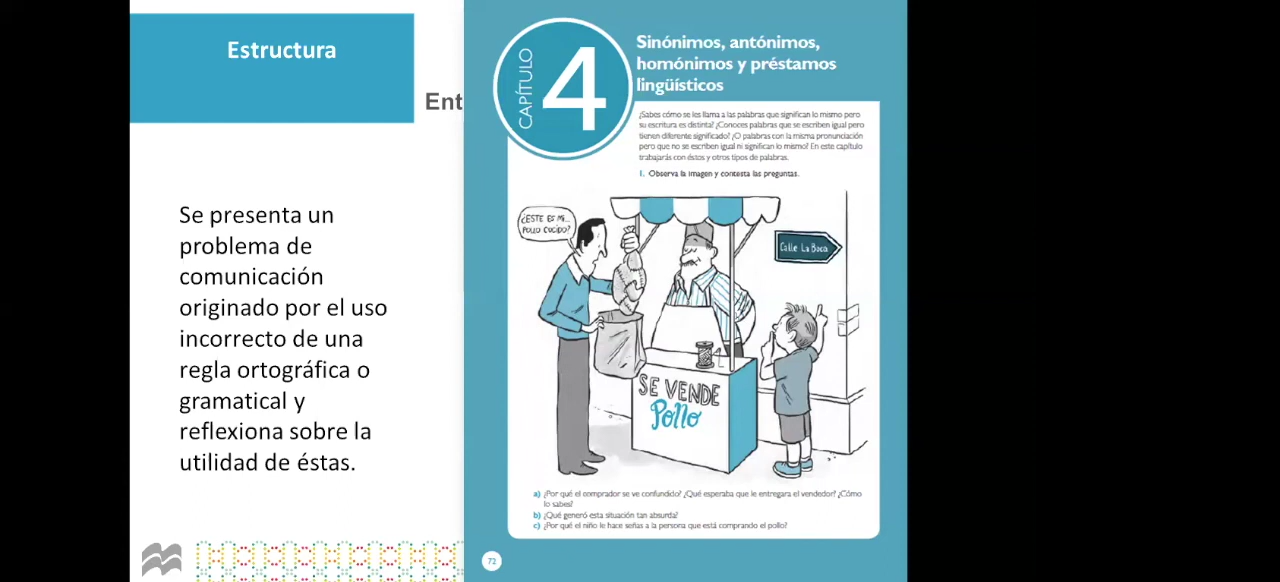 Estructura
Ent
Se presenta un
problema de
comunicación
originado por el uso
incorrecto de una
regla ortográfica o
gramatical y
reflexiona sobre la
utilidad de éstas.
CAPÍTULO
4
Sinónimos, antónimos,
homónimos y préstamos
lingüísticos
¿Sabes cómo se les llama a las palabras que significan lo mismo pero
su escritura es distinta? ¿Conoces palabras que se escriben igual pero
tienen diferente significado? ¿O palabras con la misma pronunciación
pero que no se escriben igual ni significan lo mismo? En este capítulo
trabajarás con éstos y otros tipos de palabras.
1. Observa la imagen y contesta las preguntas.
¿ESTE ES MI...
POLLO COCIDO?
Calle La Boca
SE VENDE
Pollo
a) ¿Por qué el comprador se ve confundido? ¿Qué esperaba que le entregara el vendedor? ¿Cómo
lo sabes?
b) ¿Qué generó esta situación tan absurda?
c) ¿Por qué el niño le hace señas a la persona que está comprando el pollo?
72